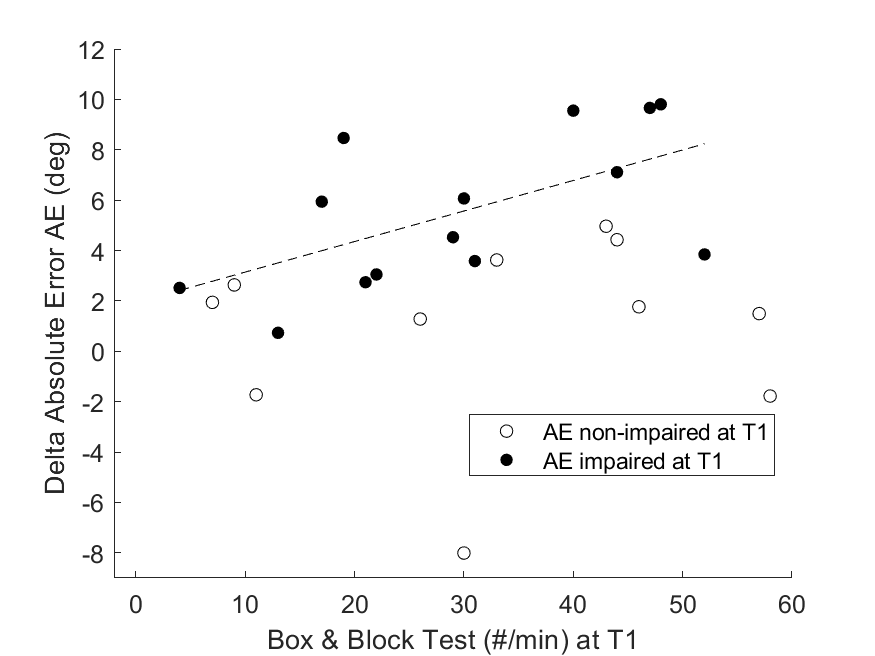 12
10
8
6
4
2
0
-2
-4
-6
-8
Delta Absolute Error AE (deg)
AE non-impaired at T1
AE impaired at T1
0 10 20 30 40 50 60
Box & Block Test (#/min) at T1